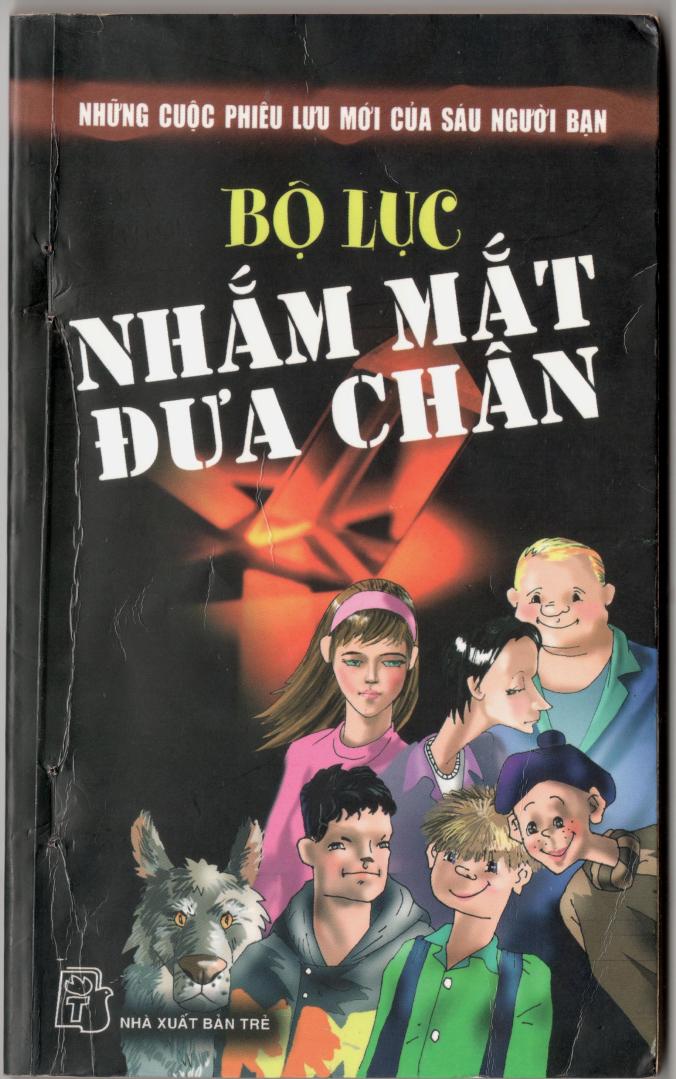 NHỮNG CUỘC PHIÊU LƯU MỚI CỦA SÁU NGƯỜI BẠN
BỘ LỤC
NHẮM MẮT
ĐƯA CHÂN
T
NHÀ XUẤT BẢN TRẺ